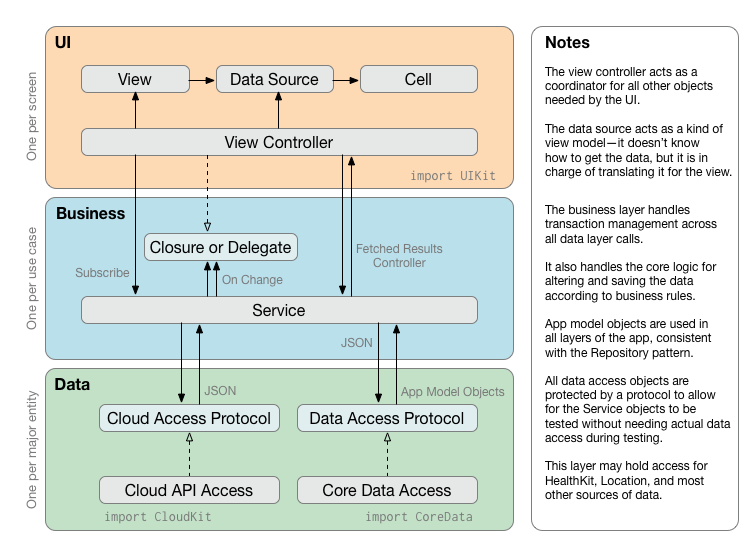 UI
One per screen
View
Data Source
Cell
View Controller
import UIKit
Business
One per use case
Closure or Delegate
Subscribe
On Change
Fetched Results
Controller
Service
JSON
Data
One per major entity
JSON
App Model Objects
Cloud Access Protocol
Data Access Protocol
Cloud API Access
Core Data Access
import CloudKit
import CoreData
Notes
The view controller acts as a
coordinator for all other objects
needed by the UI.
The data source acts as a kind of
view model—it doesn't know
how to get the data, but it is in
charge of translating it for the view.
The business layer handles
transaction management across
all data layer calls.
It also handles the core logic for
altering and saving the data
according to business rules.
App model objects are used in
all layers of the app, consistent
with the Repository pattern.
All data access objects are
protected by a protocol to allow
for the Service objects to be
tested without needing actual data
access during testing.
This layer may hold access for
HealthKit, Location, and most
other sources of data.